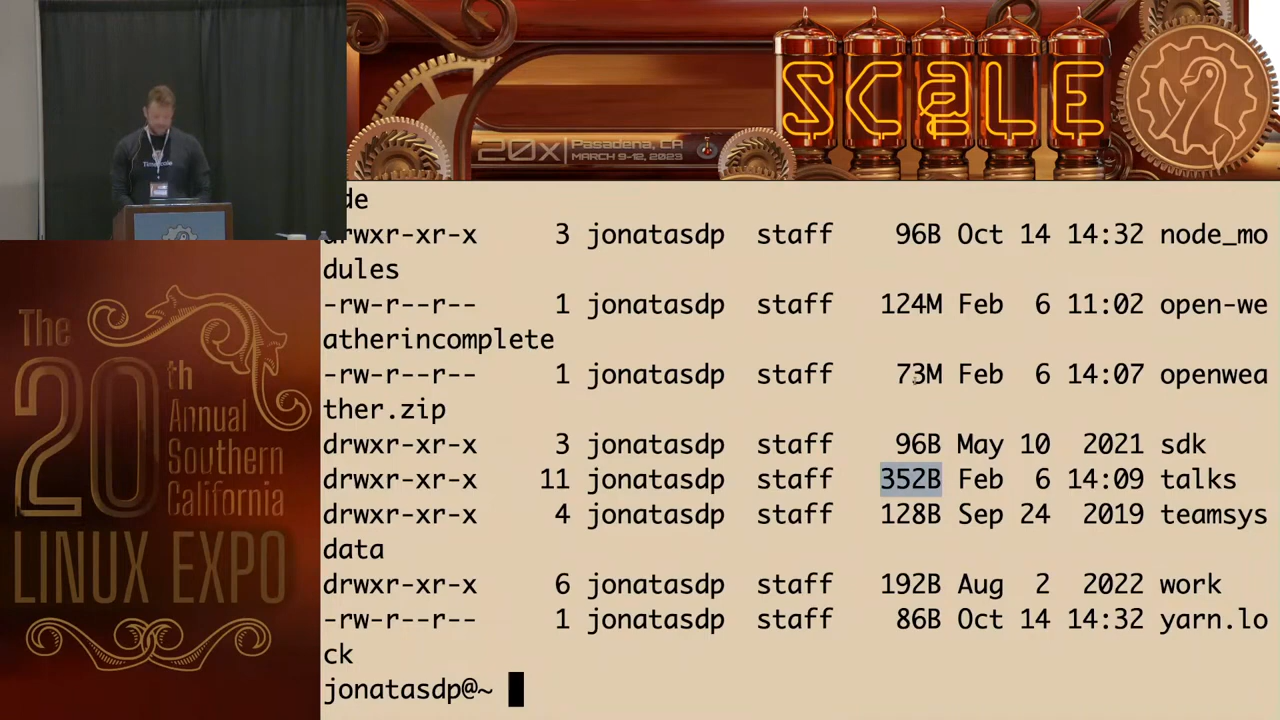 SCaLE
20x
Pasadena, CA
MARCH 9-12, 2023
Timescale
The
20th
Annual
Southern
California
LINUX EXPO
de
drwxr-xr-x 3 jonatasdp staff 96B Oct 14 14:32 node_mo
dules
-rw-r--r-- 1 jonatasdp staff 124M Feb 6 11:02 open-we
atherincomplete
-rw-r--r-- 1 jonatasdp staff 73M Feb 6 14:07 openwea
ther.zip
drwxr-xr-x 3 jonatasdp staff 96B May 10 2021 sdk
drwxr-xr-x 11 jonatasdp staff 352B Feb 6 14:09 talks
drwxr-xr-x 4 jonatasdp staff 128B Sep 24 2019 teamsys
data
drwxr-xr-x 6 jonatasdp staff 192B Aug 2 2022 work
-rw-r--r-- 1 jonatasdp staff 86B Oct 14 14:32 yarn.lo
ck
jonatasdp@~